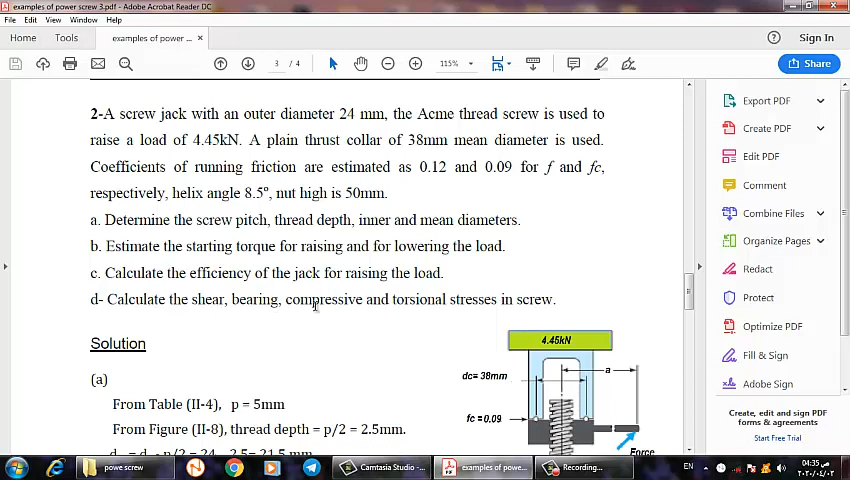 examples of power screw 3.pdf - Adobe Acrobat Reader DC
File Edit View Window Help
Home Tools examples of power ... × Sign In
3 / 4 115% Share
2-A screw jack with an outer diameter 24 mm, the Acme thread screw is used to
raise a load of 4.45kN. A plain thrust collar of 38mm mean diameter is used.
Coefficients of running friction are estimated as 0.12 and 0.09 for f and fc,
respectively, helix angle 8.5º, nut high is 50mm.
a. Determine the screw pitch, thread depth, inner and mean diameters.
b. Estimate the starting torque for raising and for lowering the load.
c. Calculate the efficiency of the jack for raising the load.
d- Calculate the shear, bearing, compressive and torsional stresses in screw.
Solution
(a)
From Table (II-4), p = 5mm
From Figure (II-8), thread depth = p/2 = 2.5mm.
4.45kN
dc= 38mm
a
fc =0.09
Force
Export PDF
Create PDF
Edit PDF
Comment
Combine Files
Organize Pages
Redact
Protect
Optimize PDF
Fill & Sign
Adobe Sign
Create, edit and sign PDF
forms & agreements
Start Free Trial
powe screw
Camtasia Studio - ...
examples of powe...
Recording...
EN
04:35 ص
٢٠٢٠/٠٤/٠٢